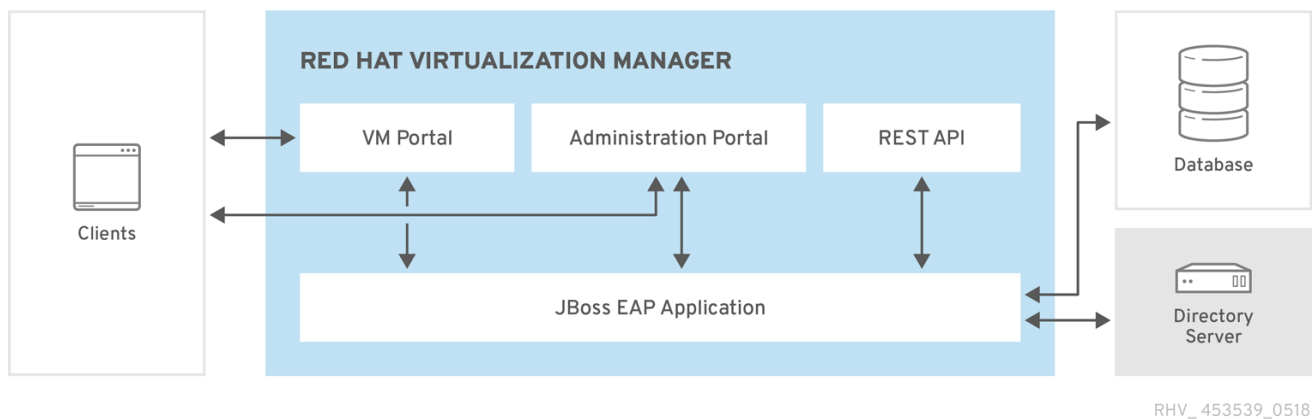 RED HAT VIRTUALIZATION MANAGER
VM Portal
Administration Portal
REST API
Clients
JBoss EAP Application
Database
Directory
Server
RHV_453539_0518